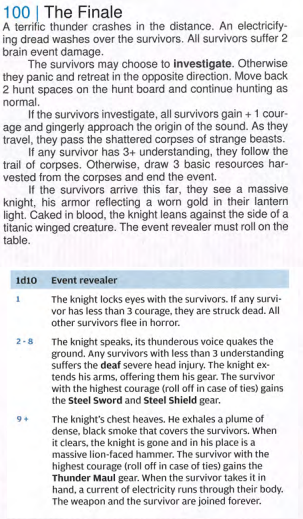 100 | The Finale
A terrific thunder crashes in the distance. An electrify-
ing dread washes over the survivors. All survivors suffer 2
brain event damage.
The survivors may choose to investigate. Otherwise
they panic and retreat in the opposite direction. Move back
2 hunt spaces on the hunt board and continue hunting as
normal.
If the survivors investigate, all survivors gain + 1 cour-
age and gingerly approach the origin of the sound. As they
travel, they pass the shattered corpses of strange beasts.
If any survivor has 3+ understanding, they follow the
trail of corpses. Otherwise, draw 3 basic resources har-
vested from the corpses and end the event.
If the survivors arrive this far, they see a massive
knight, his armor reflecting a worn gold in their lantern
light. Caked in blood, the knight leans against the side of a
titanic winged creature. The event revealer must roll on the
table.
1d10 Event revealer
1 The knight locks eyes with the survivors. If any survi-
vor has less than 3 courage, they are struck dead. All
other survivors flee in horror.
2 - 8 The knight speaks, its thunderous voice quakes the
ground. Any survivors with less than 3 understanding
suffers the deaf severe head injury. The knight ex-
tends his arms, offering them his gear. The survivor
with the highest courage (roll off in case of ties) gains
the Steel Sword and Steel Shield gear.
9 + The knight's chest heaves. He exhales a plume of
dense, black smoke that covers the survivors. When
it clears, the knight is gone and in his place is a
massive lion-faced hammer. The survivor with the
highest courage (roll off in case of ties) gains the
Thunder Maul gear. When the survivor takes it in
hand, a current of electricity runs through their body.
The weapon and the survivor are joined forever.